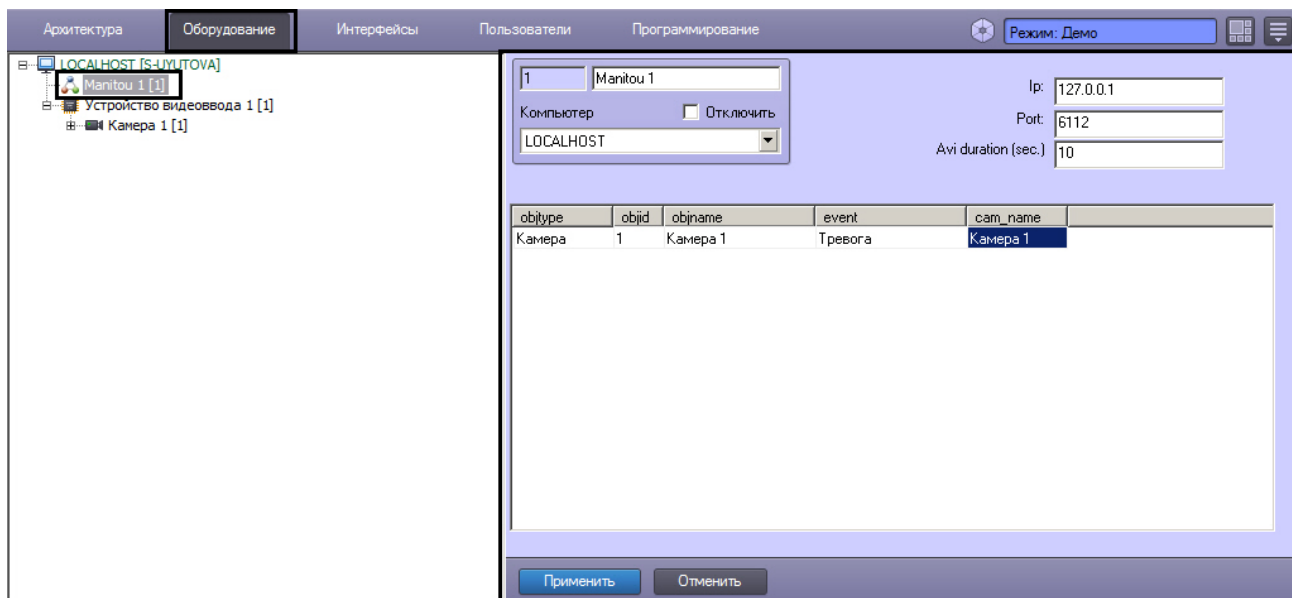 Архитектура Оборудование Интерфейсы Пользователи Программирование Режим: Демо
LOCALHOST [S-UYUTOVA]
Manitou 1 [1]
Устройство видеоввода 1 [1]
Камера 1 [1]
1 Manitou 1
Компьютер Отключить
LOCALHOST
Ip: 127.0.0.1
Port: 6112
Avi duration (sec.) 10
objtype objid objname event cam_name
Камера 1 Камера 1 Тревога Камера 1
Применить Отменить